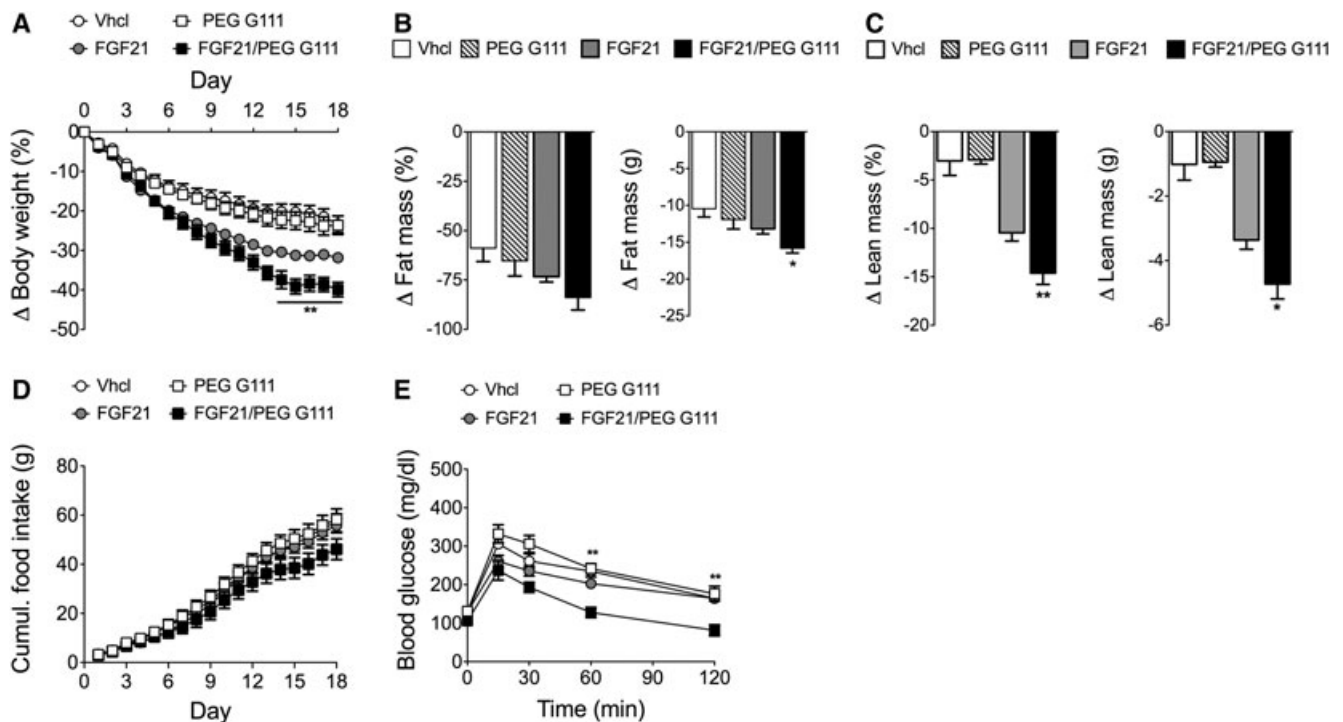 A
Vhcl
PEG G111
FGF21
FGF21/PEG G111
Day
0 3 6 9 12 15 18
0
-10
-20
-30
-40
-50
Δ Body weight (%)
**
B
Vhcl PEG G111 FGF21 FGF21/PEG G111
0
-25
-50
-75
-100
Δ Fat mass (%)
0
-5
-10
-15
-20
-25
Δ Fat mass (g)
*
C
Vhcl PEG G111 FGF21 FGF21/PEG G111
0
-5
-10
-15
-20
Δ Lean mass (%)
**
0
-2
-4
-6
Δ Lean mass (g)
*
D
Vhcl
PEG G111
FGF21
FGF21/PEG G111
80
60
40
20
0
Cumul. food intake (g)
0 3 6 9 12 15 18
Day
E
Vhcl
PEG G111
FGF21
FGF21/PEG G111
500
400
300
200
100
0
Blood glucose (mg/dl)
**
**
0 30 60 90 120
Time (min)